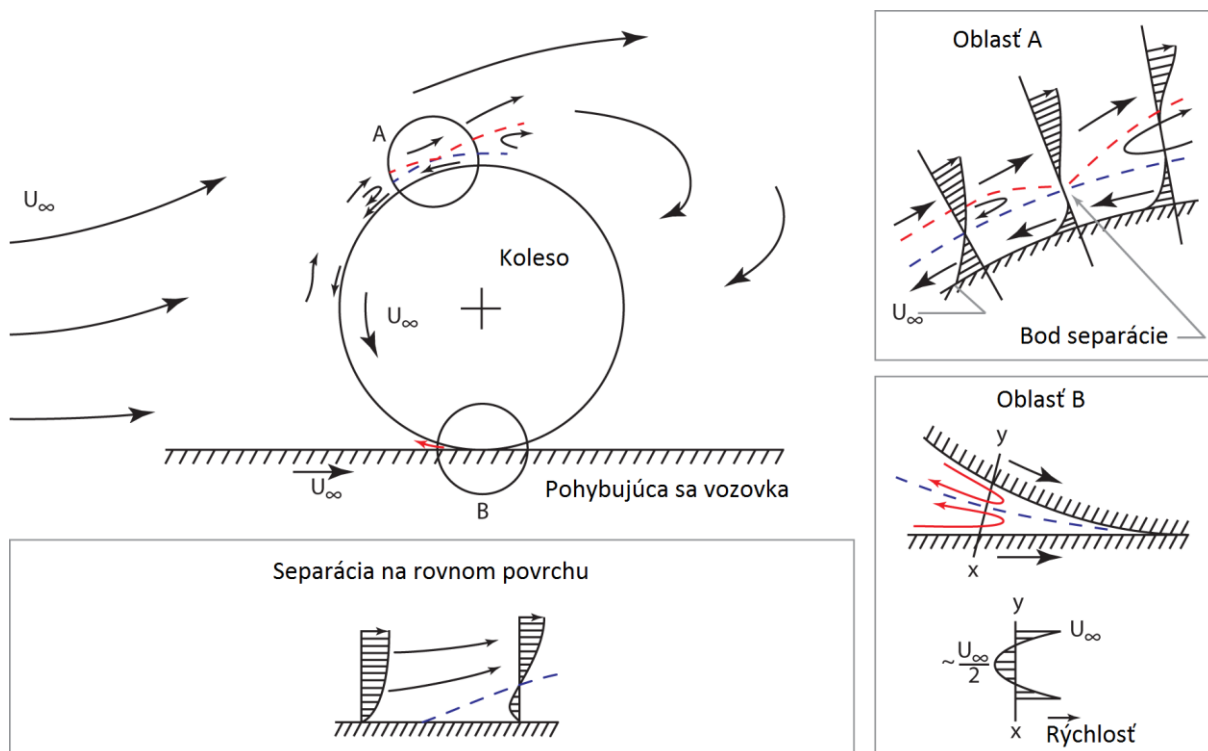 U∞
A
Koleso
U∞
U∞
Pohybujúca sa vozovka
B
Separácia na rovnom povrchu
Oblasť A
U∞
Bod separácie
Oblasť B
y
x
y
U∞
~ U∞/2
x
Rýchlosť